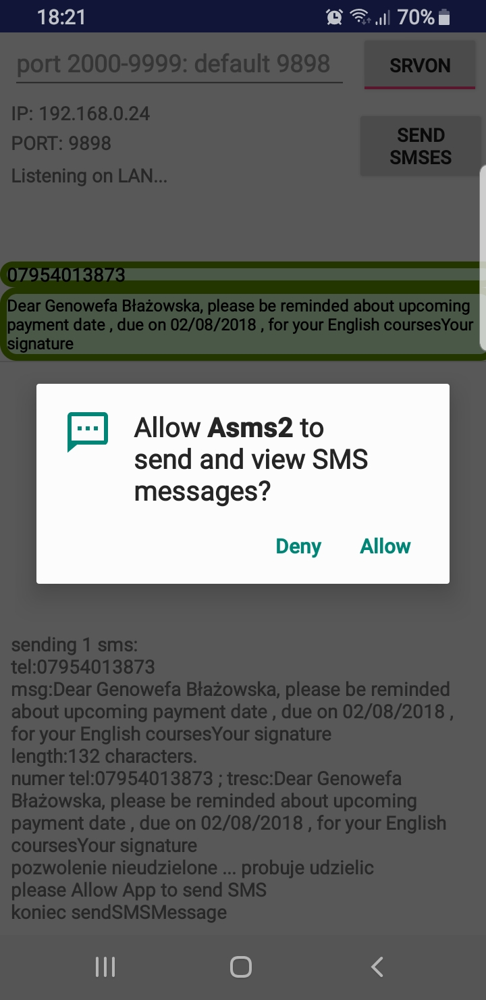 18:21
70%
port 2000-9999: default 9898
SRVON
IP: 192.168.0.24
PORT: 9898
SEND
SMSES
Listening on LAN...
07954013873
Dear Genowefa Błażowska, please be reminded about upcoming
payment date , due on 02/08/2018 , for your English coursesYour
signature
Allow Asms2 to
send and view SMS
messages?
Deny
Allow
sending 1 sms:
tel:07954013873
msg:Dear Genowefa Błażowska, please be reminded
about upcoming payment date , due on 02/08/2018 ,
for your English coursesYour signature
length:132 characters.
numer tel:07954013873 ; tresc:Dear Genowefa
Błażowska, please be reminded about upcoming
payment date , due on 02/08/2018 , for your English
coursesYour signature
pozwolenie nieudzielone ... probuje udzielic
please Allow App to send SMS
koniec sendSMSMessage